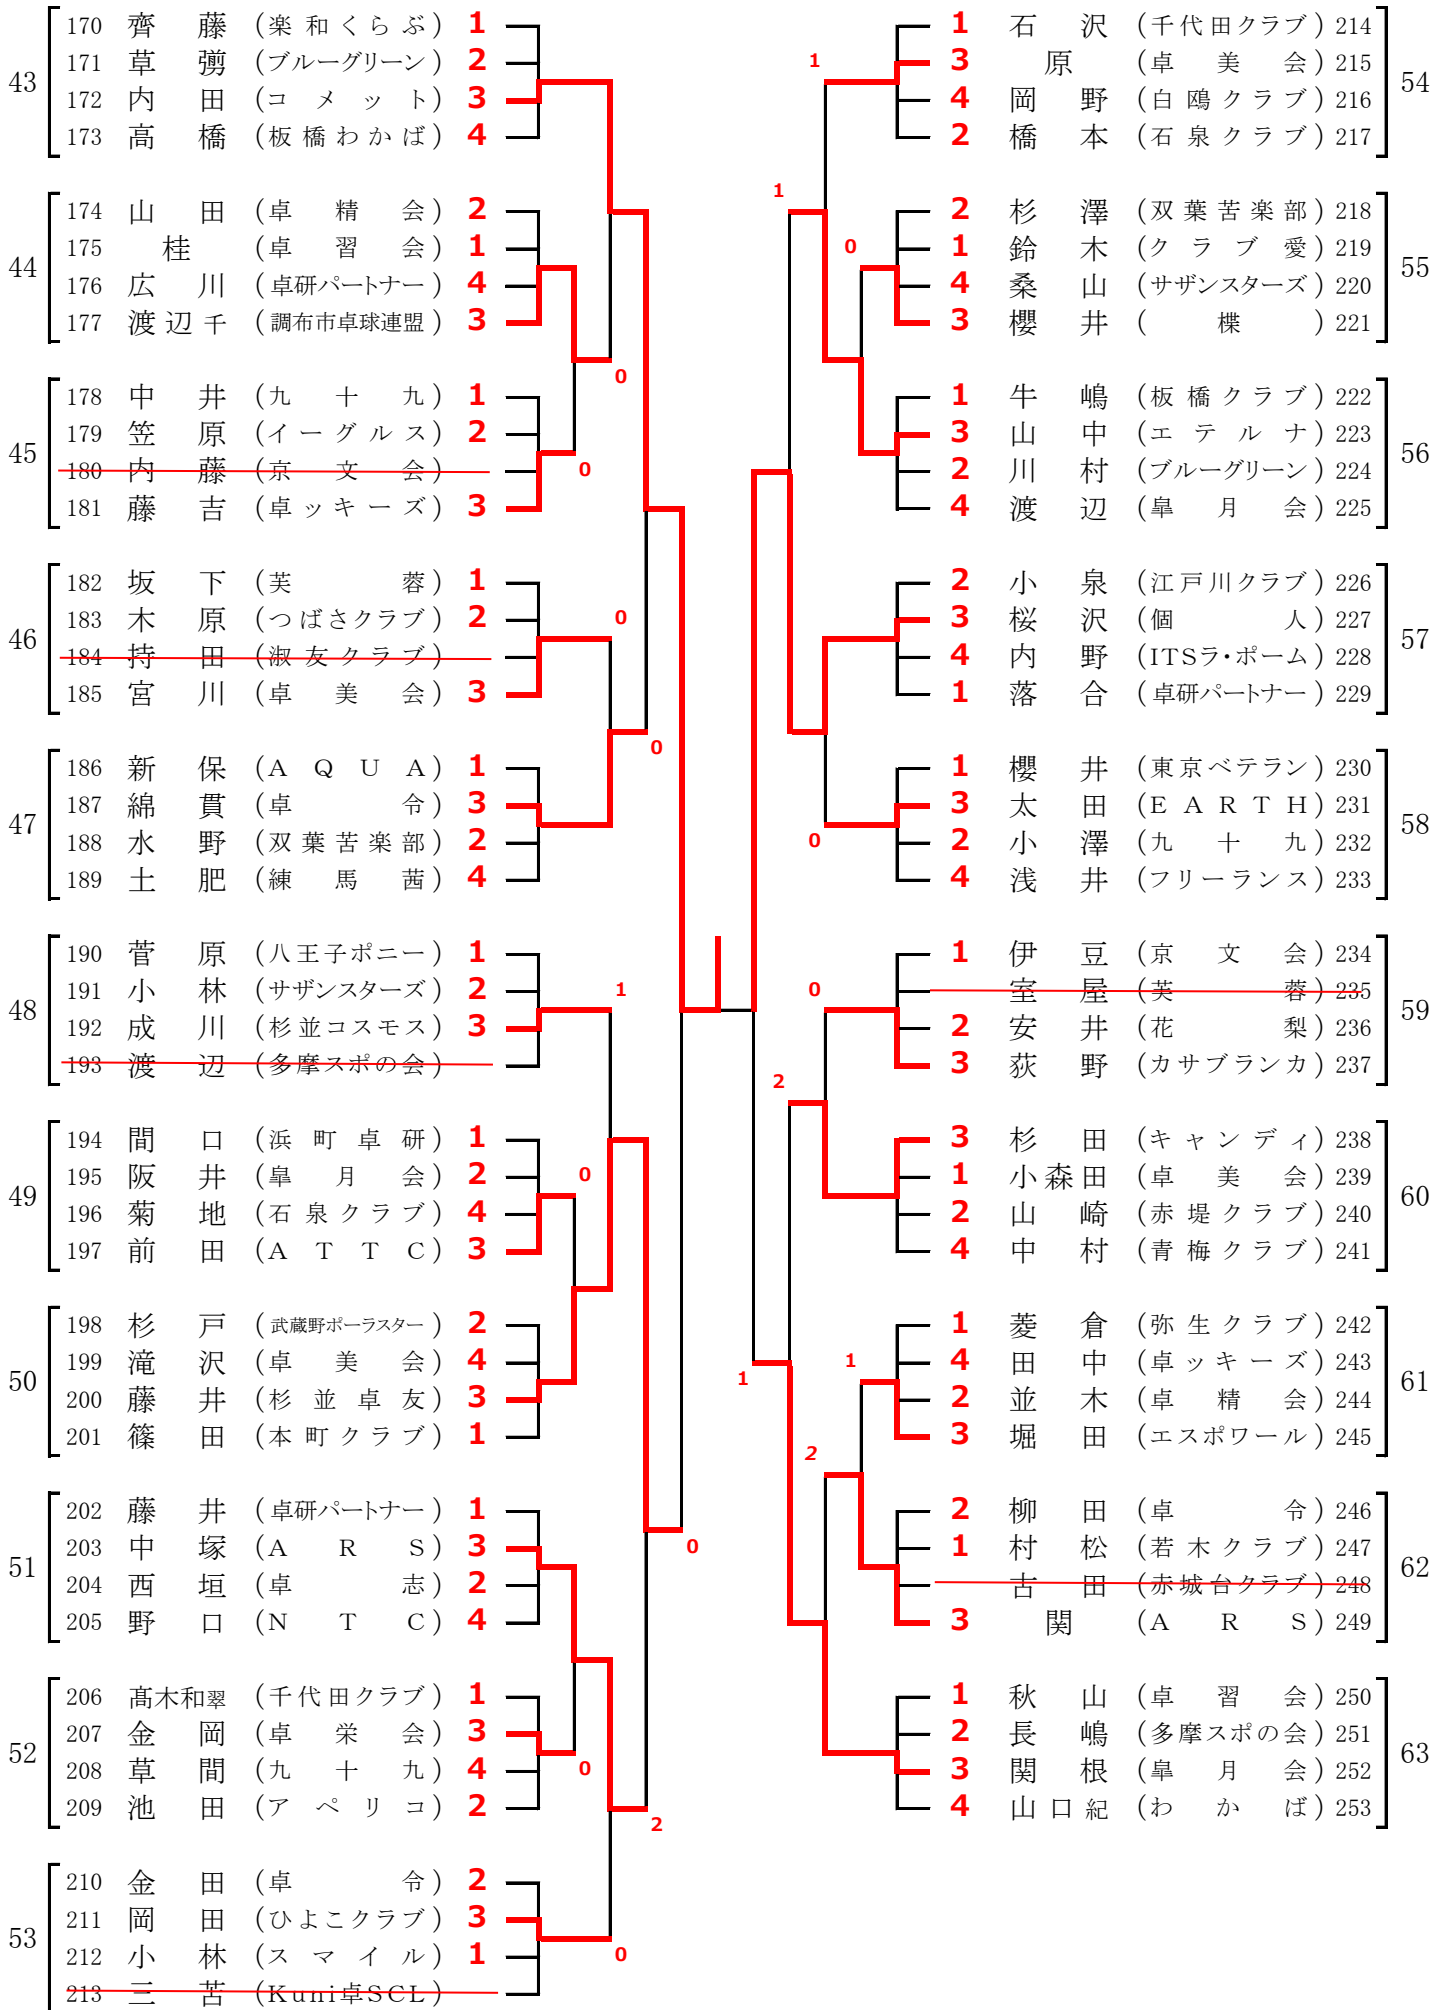 43
170 齊藤 (楽和くらぶ) 1
171 草彅 (ブルーグリーン) 2
172 内田 (コメット) 3
173 高橋 (板橋わかば) 4
44
174 山田 (卓精会) 2
175 桂 (卓習会) 1
176 広川 (卓研パートナー) 4
177 渡辺千 (調布市卓球連盟) 3
0
45
178 中井 (九十九) 1
179 笠原 (イーグルス) 2
180 内藤 (京文会)
181 藤吉 (卓ッキーズ) 3
0
46
182 坂下 (芙蓉) 1
183 木原 (つばさクラブ) 2
184 持田 (淑友クラブ)
185 宮川 (卓美会) 3
0
0
47
186 新保 (AQUA) 1
187 綿貫 (卓令) 3
188 水野 (双葉苦楽部) 2
189 土肥 (練馬茜) 4
48
190 菅原 (八王子ポニー) 1
191 小林 (サザンスターズ) 2
192 成川 (杉並コスモス) 3
193 渡辺 (多摩スポの会)
1
49
194 間口 (浜町卓研) 1
195 阪井 (皐月会) 2
196 菊地 (石泉クラブ) 4
197 前田 (ATTC) 3
0
50
198 杉戸 (武蔵野ポーラスター) 2
199 滝沢 (卓美会) 4
200 藤井 (杉並卓友) 3
201 篠田 (本町クラブ) 1
51
202 藤井 (卓研パートナー) 1
203 中塚 (ARS) 3
204 西垣 (卓志) 2
205 野口 (NTC) 4
0
52
206 髙木和翠 (千代田クラブ) 1
207 金岡 (卓栄会) 3
208 草間 (九十九) 4
209 池田 (アペリコ) 2
0
2
53
210 金田 (卓令) 2
211 岡田 (ひよこクラブ) 3
212 小林 (スマイル) 1
213 三苫 (Kuni卓SCL)
0
54
1 石沢 (千代田クラブ) 214
3 原 (卓美会) 215
4 岡野 (白鴎クラブ) 216
2 橋本 (石泉クラブ) 217
1
1
55
2 杉澤 (双葉苦楽部) 218
1 鈴木 (クラブ愛) 219
4 桑山 (サザンスターズ) 220
3 櫻井 (楪) 221
0
56
1 牛嶋 (板橋クラブ) 222
3 山中 (エテルナ) 223
2 川村 (ブルーグリーン) 224
4 渡辺 (皐月会) 225
57
2 小泉 (江戸川クラブ) 226
3 桜沢 (個人) 227
4 内野 (ITSラ・ポーム) 228
1 落合 (卓研パートナー) 229
58
1 櫻井 (東京ベテラン) 230
3 太田 (EARTH) 231
2 小澤 (九十九) 232
4 浅井 (フリーランス) 233
0
59
1 伊豆 (京文会) 234
室屋 (芙蓉) 235
2 安井 (花梨) 236
3 荻野 (カサブランカ) 237
0
2
60
3 杉田 (キャンディ) 238
1 小森田 (卓美会) 239
2 山崎 (赤堤クラブ) 240
4 中村 (青梅クラブ) 241
61
1 菱倉 (弥生クラブ) 242
4 田中 (卓ッキーズ) 243
2 並木 (卓精会) 244
3 堀田 (エスポワール) 245
1
1
2
62
2 柳田 (卓令) 246
1 村松 (若木クラブ) 247
古田 (赤城台クラブ) 248
3 関 (ARS) 249
63
1 秋山 (卓習会) 250
2 長嶋 (多摩スポの会) 251
3 関根 (皐月会) 252
4 山口紀 (わかば) 253